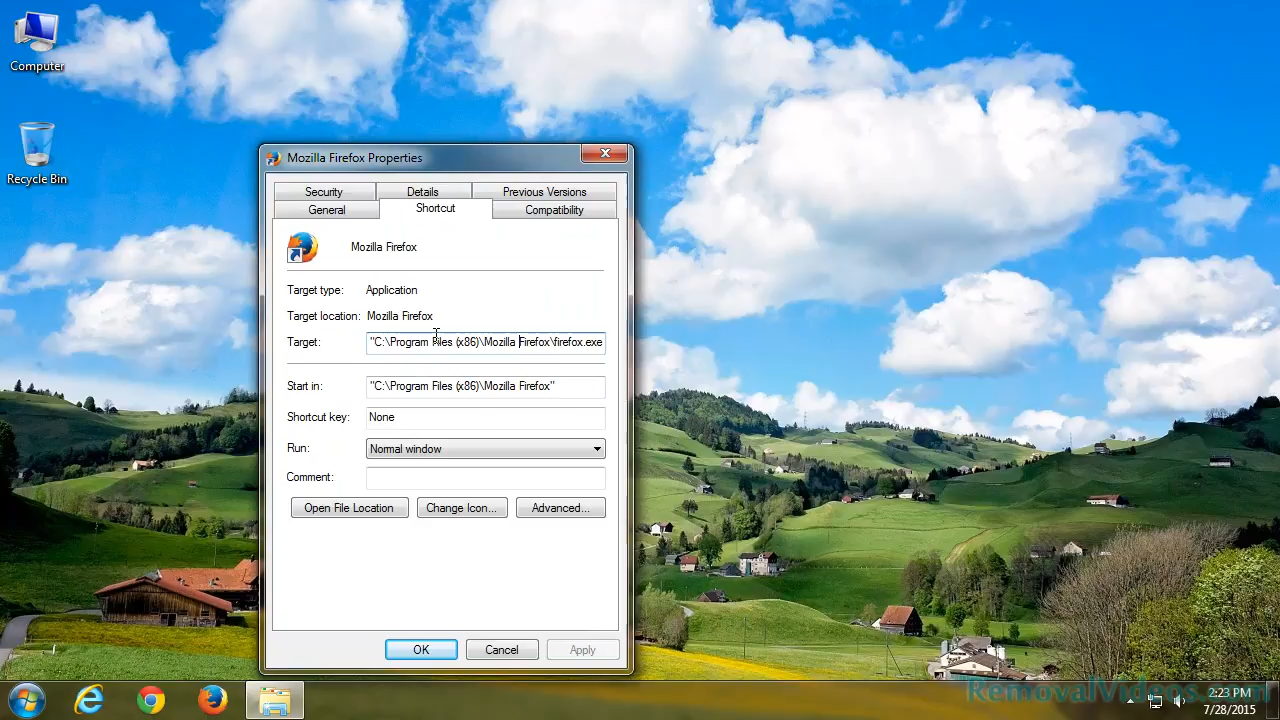 Computer
Recycle Bin
Mozilla Firefox Properties
Security
Details
Previous Versions
General
Shortcut
Compatibility
Mozilla Firefox
Target type: Application
Target location: Mozilla Firefox
Target: "C:\Program Files (x86)\Mozilla Firefox\firefox.exe
Start in: "C:\Program Files (x86)\Mozilla Firefox"
Shortcut key: None
Run: Normal window
Comment:
Open File Location
Change Icon...
Advanced...
OK
Cancel
Apply
"RemovalVideos.com"
2:23 PM
7/28/2015